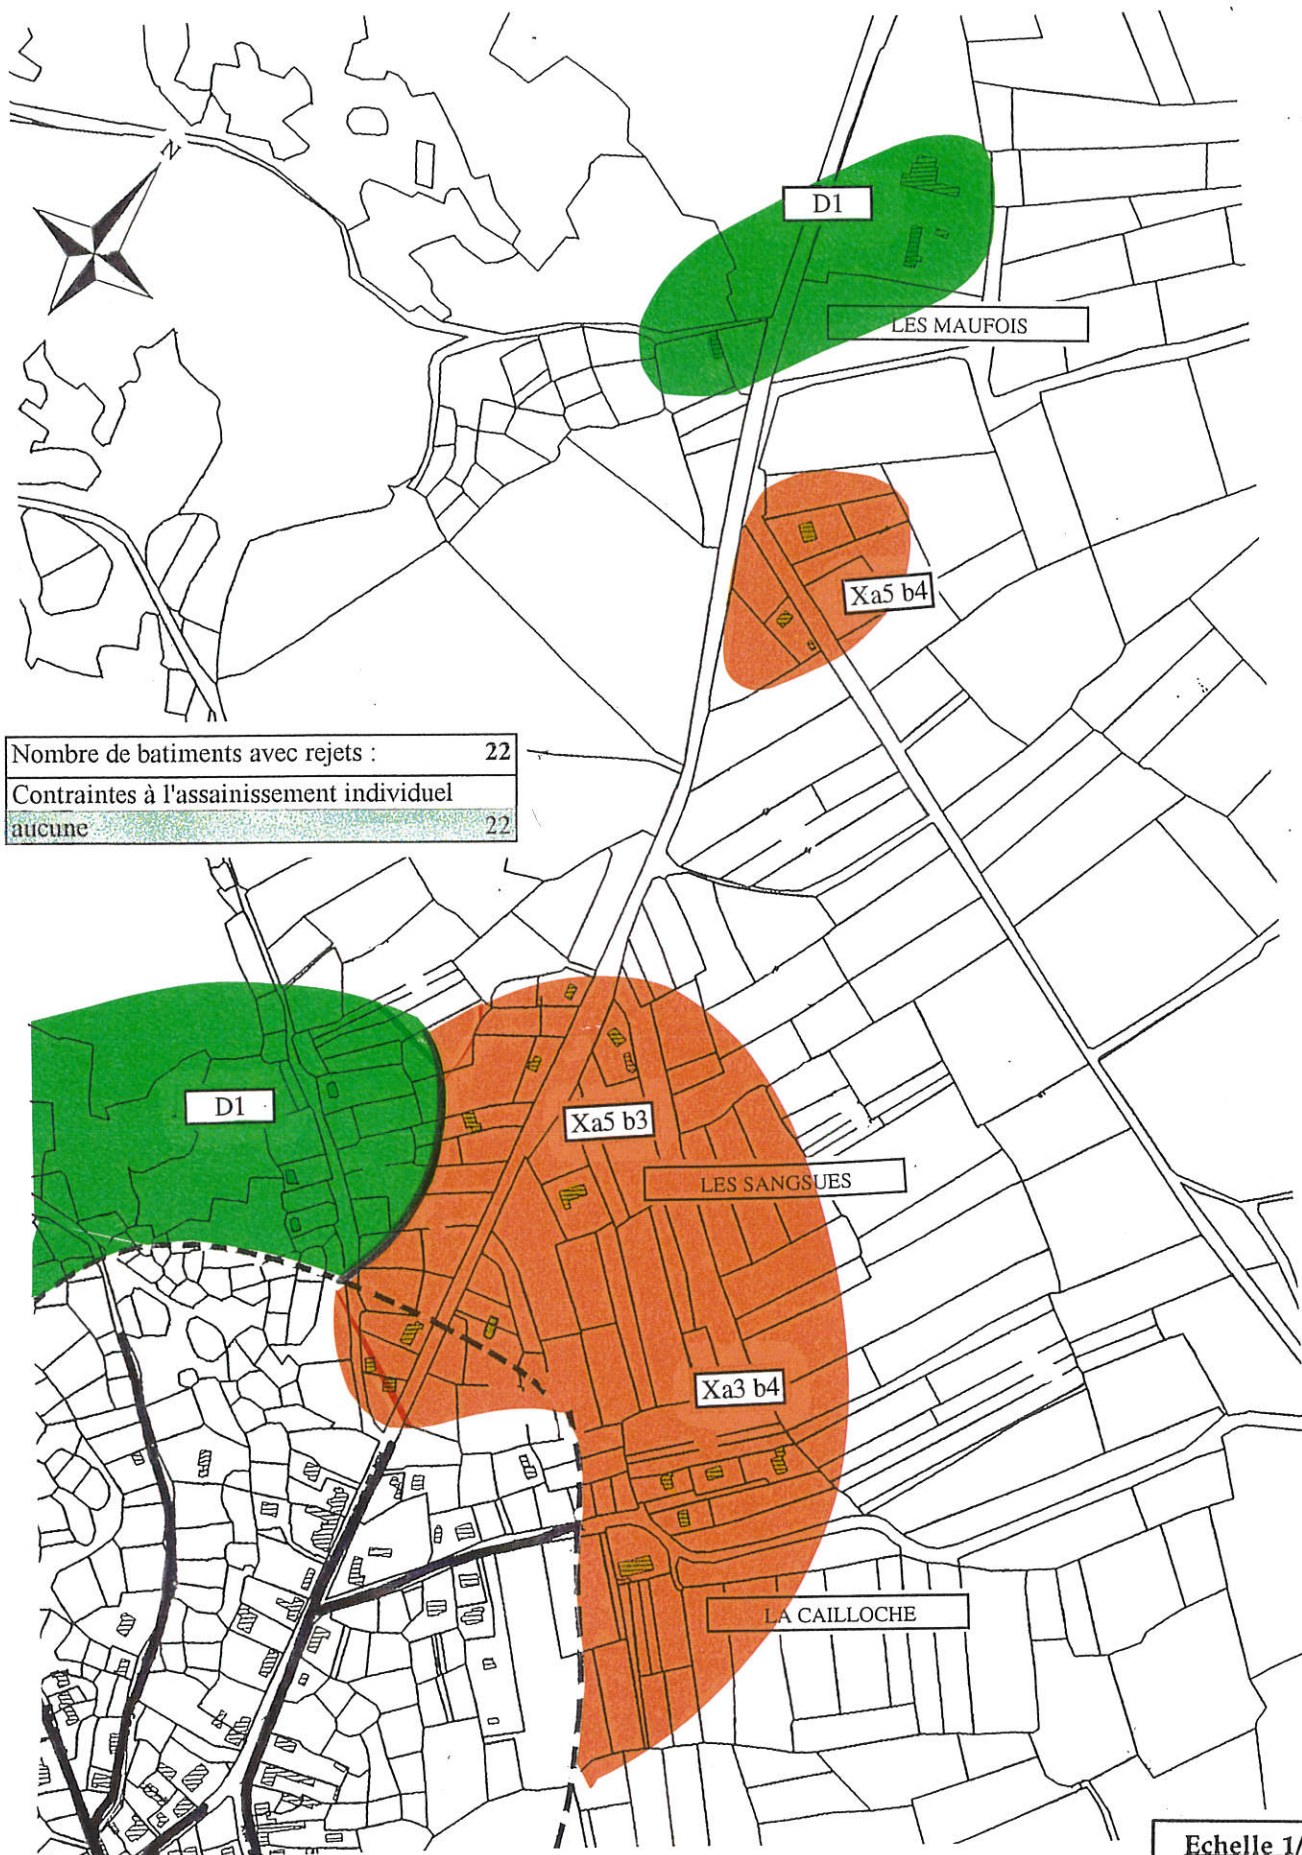 N
D1
LES MAUFOIS
Xa5 b4
Nombre de batiments avec rejets : 22
Contraintes à l'assainissement individuel
aucune 22
D1
Xa5 b3
LES SANGSUES
Xa3 b4
LA CAILLOCHE
Echelle 1/